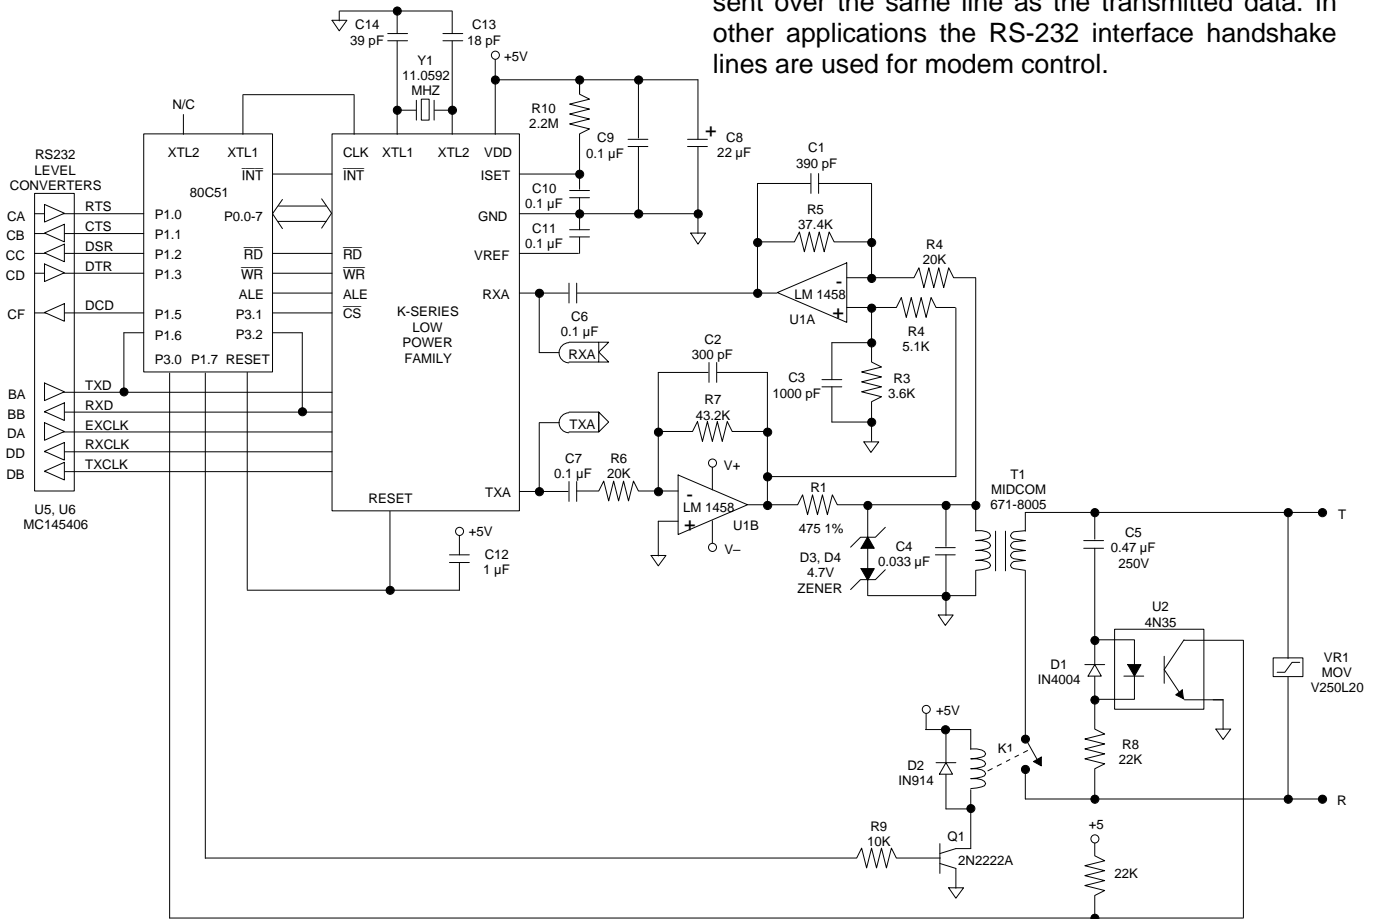 sent over the same line as the transmitted data. In
other applications the RS-232 interface handshake
lines are used for modem control.
C14
39 pF
C13
18 pF
Y1
11.0592
MHZ
+5V
N/C
R10
2.2M
C9
0.1 µF
+
C8
22 µF
RS232
LEVEL
CONVERTERS
XTL2
XTL1
INT
80C51
P0.0-7
RD
WR
ALE
P3.1
P3.2
P1.0
P1.1
P1.2
P1.3
P1.5
P1.6
P3.0
P1.7
RESET
CA
RTS
CB
CTS
CC
DSR
CD
DTR
CF
DCD
BA
TXD
BB
RXD
DA
EXCLK
DD
RXCLK
DB
TXCLK
U5, U6
MC145406
CLK
XTL1
XTL2
VDD
INT
ISET
GND
VREF
RD
WR
ALE
CS
RXA
K-SERIES
LOW
POWER
FAMILY
TXA
RESET
C10
0.1 µF
C11
0.1 µF
C1
390 pF
R5
37.4K
R4
20K
-
LM 1458
+
U1A
R4
5.1K
C6
0.1 µF
RXA
C2
300 pF
C3
1000 pF
R3
3.6K
R7
43.2K
TXA
C7
0.1 µF
R6
20K
V+
-
LM 1458
+
U1B
V–
R1
475 1%
T1
MIDCOM
671-8005
T
+5V
C12
1 µF
D3, D4
4.7V
ZENER
C4
0.033 µF
C5
0.47 µF
250V
U2
4N35
D1
IN4004
VR1
MOV
V250L20
+5V
D2
IN914
K1
R8
22K
R
R9
10K
Q1
2N2222A
+5
22K